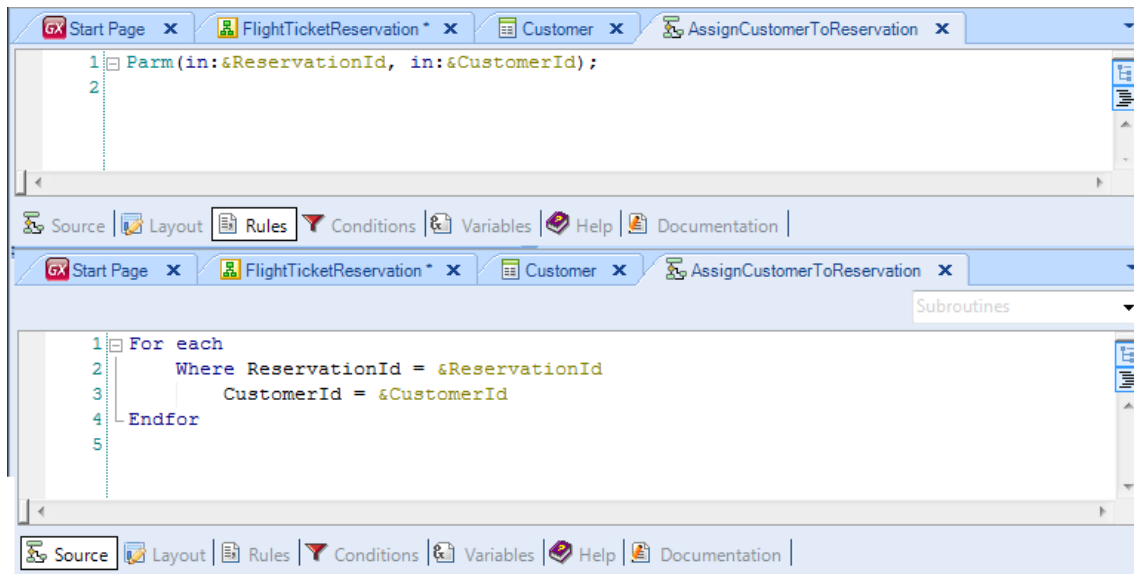 GX Start Page x FlightTicketReservation * x Customer x AssignCustomerToReservation x
1 Parm(in:&ReservationId, in:&CustomerId);
2
Source Layout Rules Conditions Variables Help Documentation
GX Start Page x FlightTicketReservation * x Customer x AssignCustomerToReservation x
Subroutines
1 For each
2 Where ReservationId = &ReservationId
3 CustomerId = &CustomerId
4 Endfor
5
Source Layout Rules Conditions Variables Help Documentation